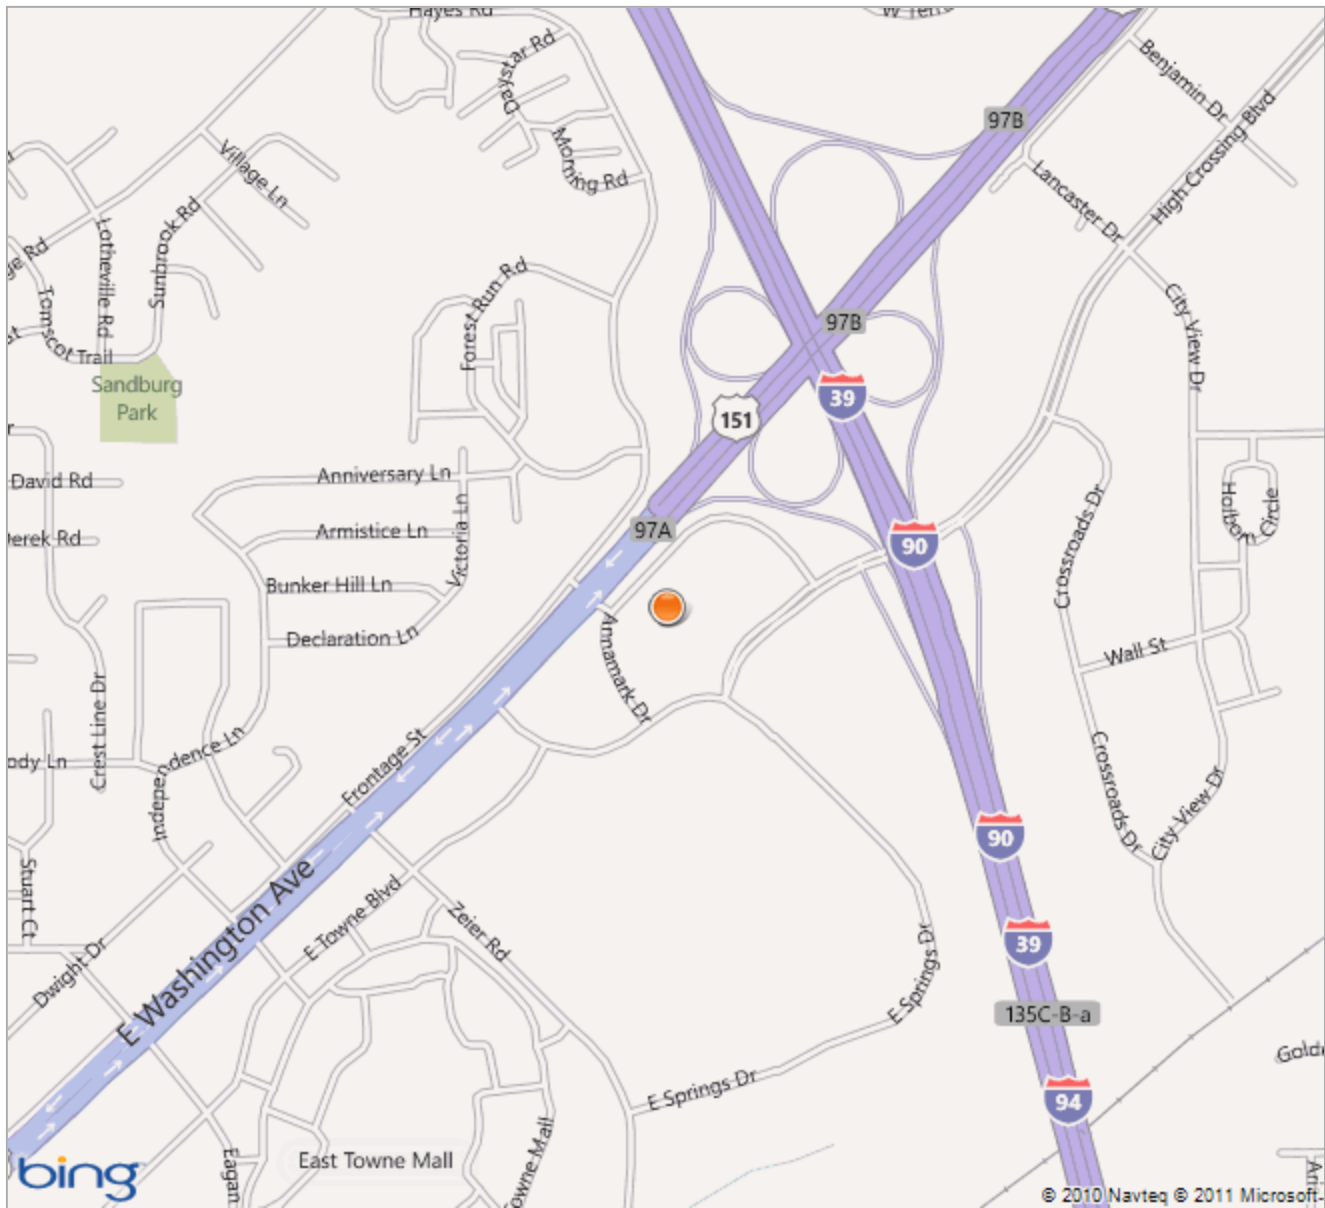 Hayes Rd
Daystar Rd
Morning Rd
Village Ln
Sunbrook Rd
Lotheville Rd
ge Rd
Tomscot Trail
Sandburg
Park
Forest Run Rd
97B
Benjamin Dr
High Crossing Blvd
Lancaster Dr
City View Dr
97B
39
151
David Rd
Anniversary Ln
Armistice Ln
Victoria Ln
Bunker Hill Ln
Declaration Ln
97A
90
Crossroads Dr
Holborn Circle
Wall St
Annamark Dr
Crest Line Dr
ody Ln
Independence Ln
Frontage St
Crossroads Dr
City View Dr
90
Stuart Ct
Dwight Dr
E Washington Ave
E Towne Blvd
Zeier Rd
39
E Springs Dr
135C-B-a
E Springs Dr
94
Eagan
East Towne Mall
owne Mall
bing
© 2010 Navteq © 2011 Microsoft-